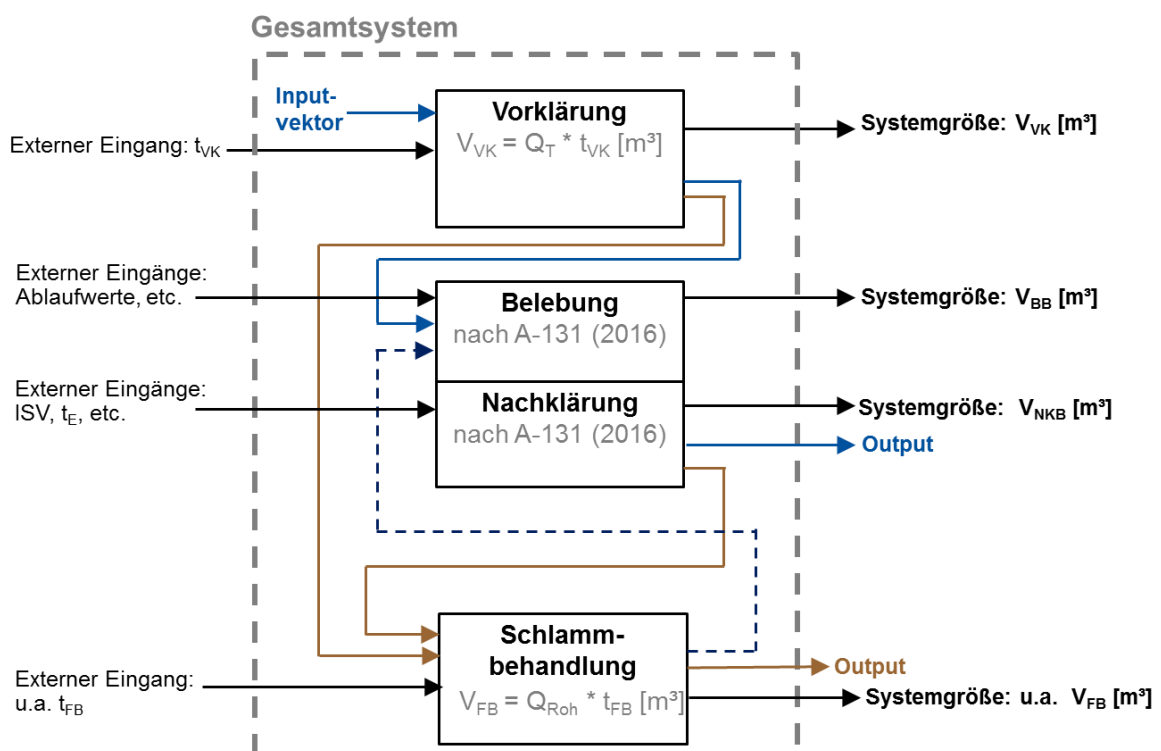 Gesamtsystem
Input-
vektor
Externer Eingang: tVK
Vorklärung
VVK = QT * tVK [m³]
Systemgröße: VVK [m³]
Externer Eingänge:
Ablaufwerte, etc.
Belebung
nach A-131 (2016)
Systemgröße: VBB [m³]
Externer Eingänge:
ISV, tE, etc.
Nachklärung
nach A-131 (2016)
Systemgröße: VNKB [m³]
Output
Externer Eingang:
u.a. tFB
Schlamm-
behandlung
VFB = QRoh * tFB [m³]
Output
Systemgröße: u.a. VFB [m³]